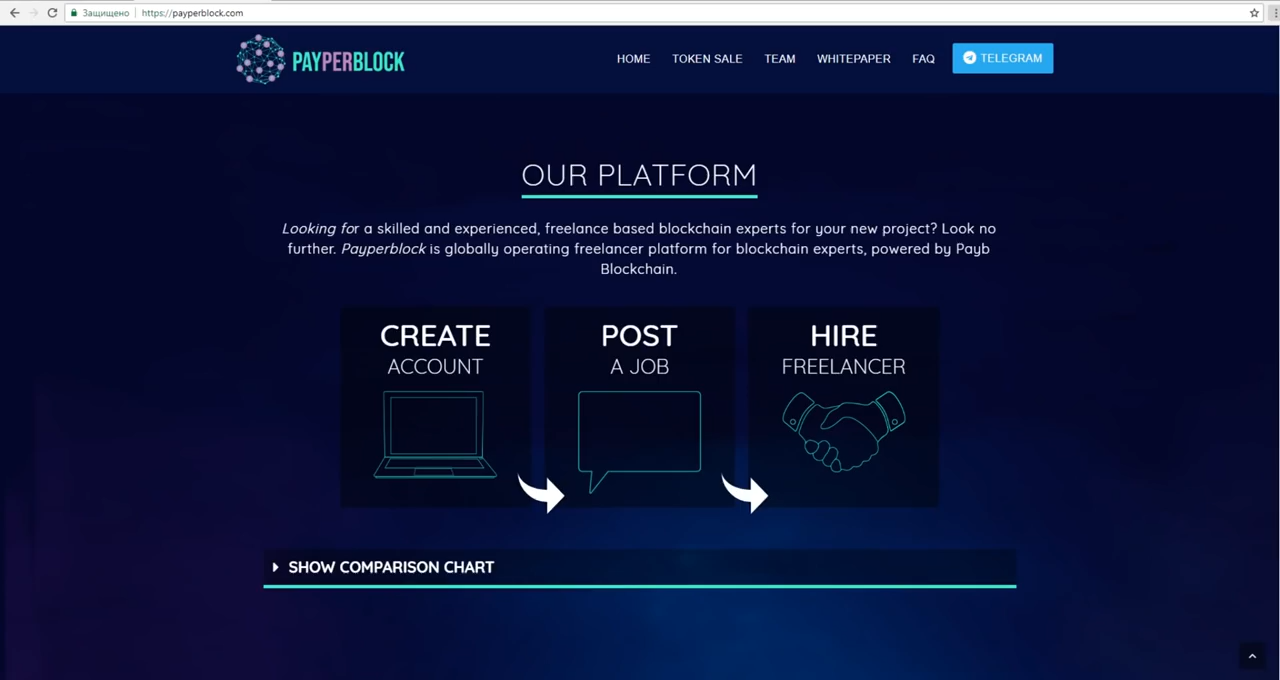 Защищено https://payperblock.com
PAYPERBLOCK HOME TOKEN SALE TEAM WHITEPAPER FAQ TELEGRAM
OUR PLATFORM
Looking for a skilled and experienced, freelance based blockchain experts for your new project? Look no
further. Payperblock is globally operating freelancer platform for blockchain experts, powered by Payb
Blockchain.
CREATE
ACCOUNT
POST
A JOB
HIRE
FREELANCER
SHOW COMPARISON CHART